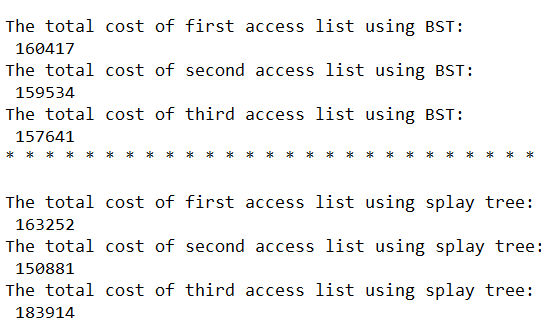 The total cost of first access list using BST:
160417
The total cost of second access list using BST:
159534
The total cost of third access list using BST:
157641
* * * * * * * * * * * * * * * * * * * * * * * * * * *
The total cost of first access list using splay tree:
163252
The total cost of second access list using splay tree:
150881
The total cost of third access list using splay tree:
183914